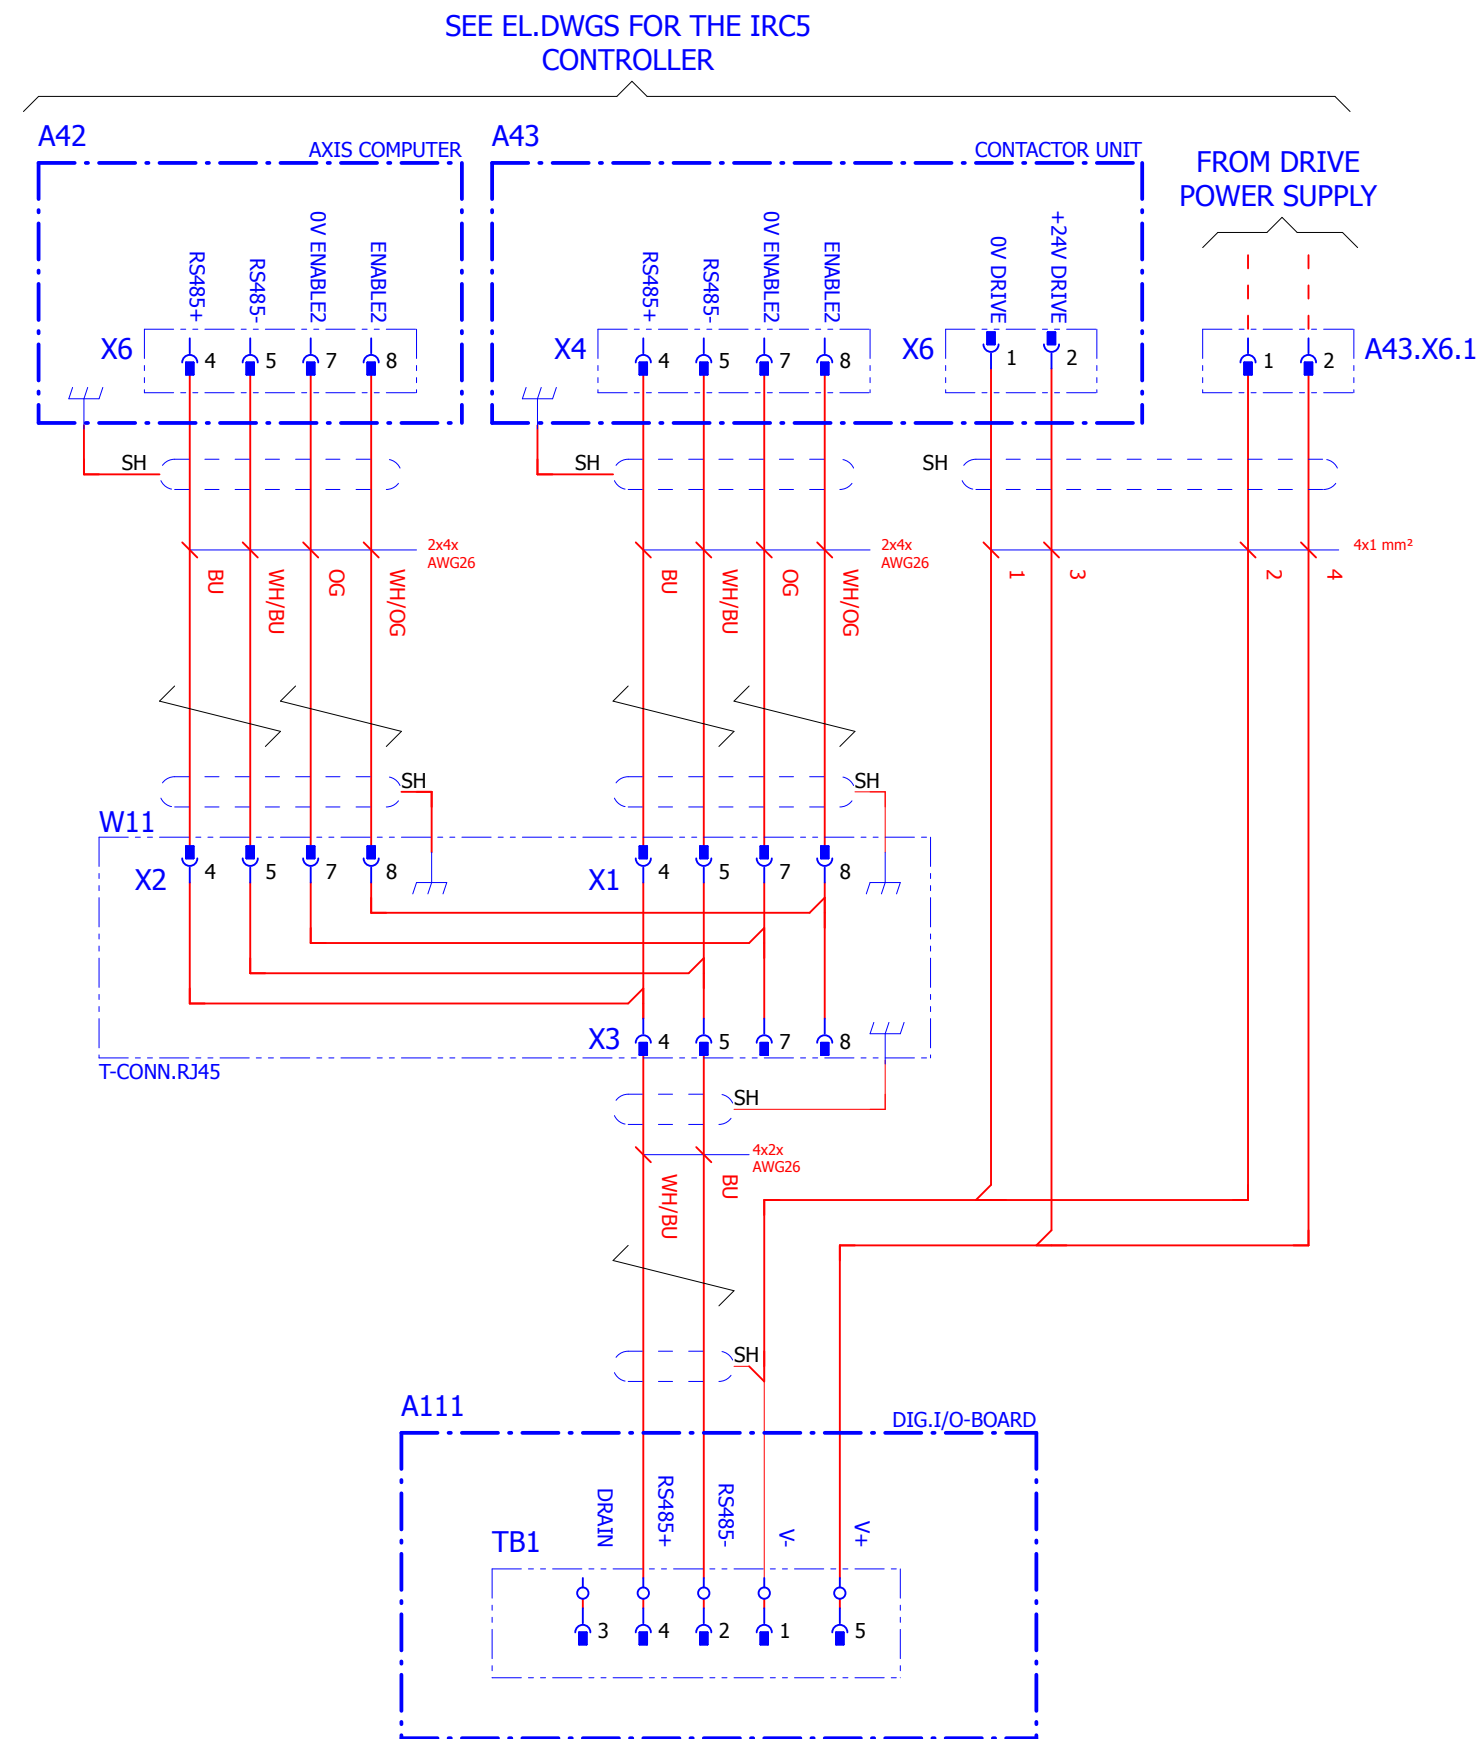 SEE EL.DWGS FOR THE IRC5
CONTROLLER
A42
AXIS COMPUTER
A43
CONTACTOR UNIT
FROM DRIVE
POWER SUPPLY
RS485+
RS485-
0V ENABLE2
ENABLE2
RS485+
RS485-
0V ENABLE2
ENABLE2
0V DRIVE
+24V DRIVE
X6
4
5
7
8
X4
4
5
7
8
X6
1
2
1
2
A43.X6.1
SH
SH
SH
2x4x
AWG26
2x4x
AWG26
4x1 mm²
BU
WH/BU
OG
WH/OG
BU
WH/BU
OG
WH/OG
1
3
2
4
SH
SH
W11
X2
4
5
7
8
X1
4
5
7
8
X3
4
5
7
8
T-CONN.RJ45
SH
4x2x
AWG26
WH/BU
BU
SH
A111
DIG.I/O-BOARD
DRAIN
RS485+
RS485-
V-
V+
TB1
3
4
2
1
5